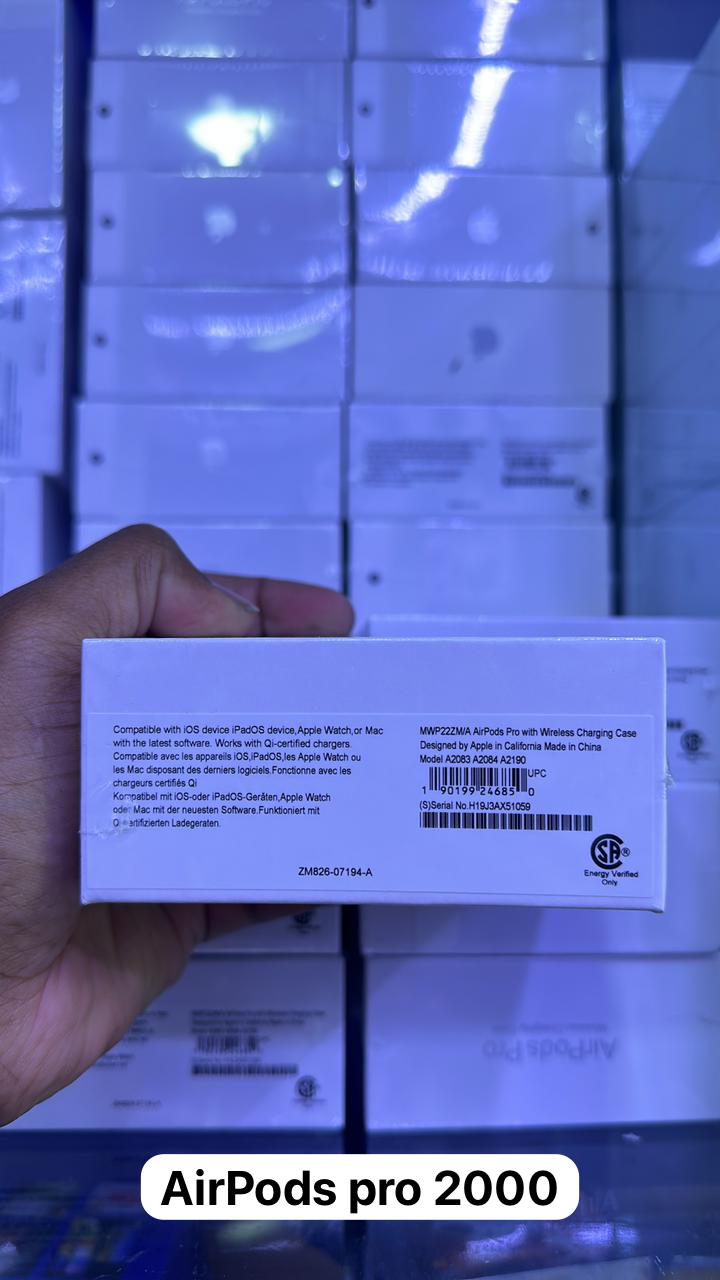 Compatible with iOS device iPadOS device,Apple Watch,or Mac
with the latest software. Works with Qi-certified chargers.
Compatible avec les appareils iOS,iPadOS,les Apple Watch ou
les Mac disposant des derniers logiciels.Fonctionne avec les
chargeurs certifiés Qi
Kompatibel mit iOS-oder iPadOS-Geräten,Apple Watch
oder Mac mit der neuesten Software.Funktioniert mit
Qi-zertifizierten Ladegeraten.
ZM826-07194-A
MWP22ZM/A AirPods Pro with Wireless Charging Case
Designed by Apple in California Made in China
Model A2083 A2084 A2190
UPC
1 90199 24685 0
(S)Serial No.H19J3AX51059
SA®
Energy Verified
Only
AirPods Pro
AirPods pro 2000